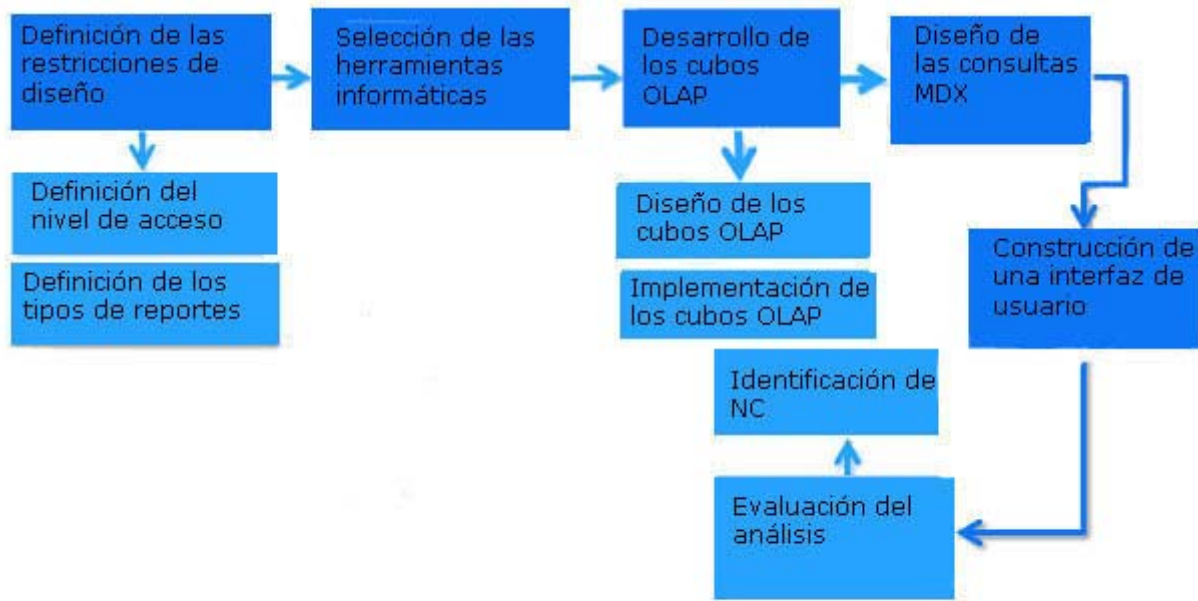 Definición de las
restricciones de
diseño
Selección de las
herramientas
informáticas
Desarrollo de
los cubos
OLAP
Diseño de
las consultas
MDX
Definición del
nivel de acceso
Definición de los
tipos de reportes
Diseño de los
cubos OLAP
Implementación de
los cubos OLAP
Construcción de
una interfaz de
usuario
Identificación de
NC
Evaluación del
análisis